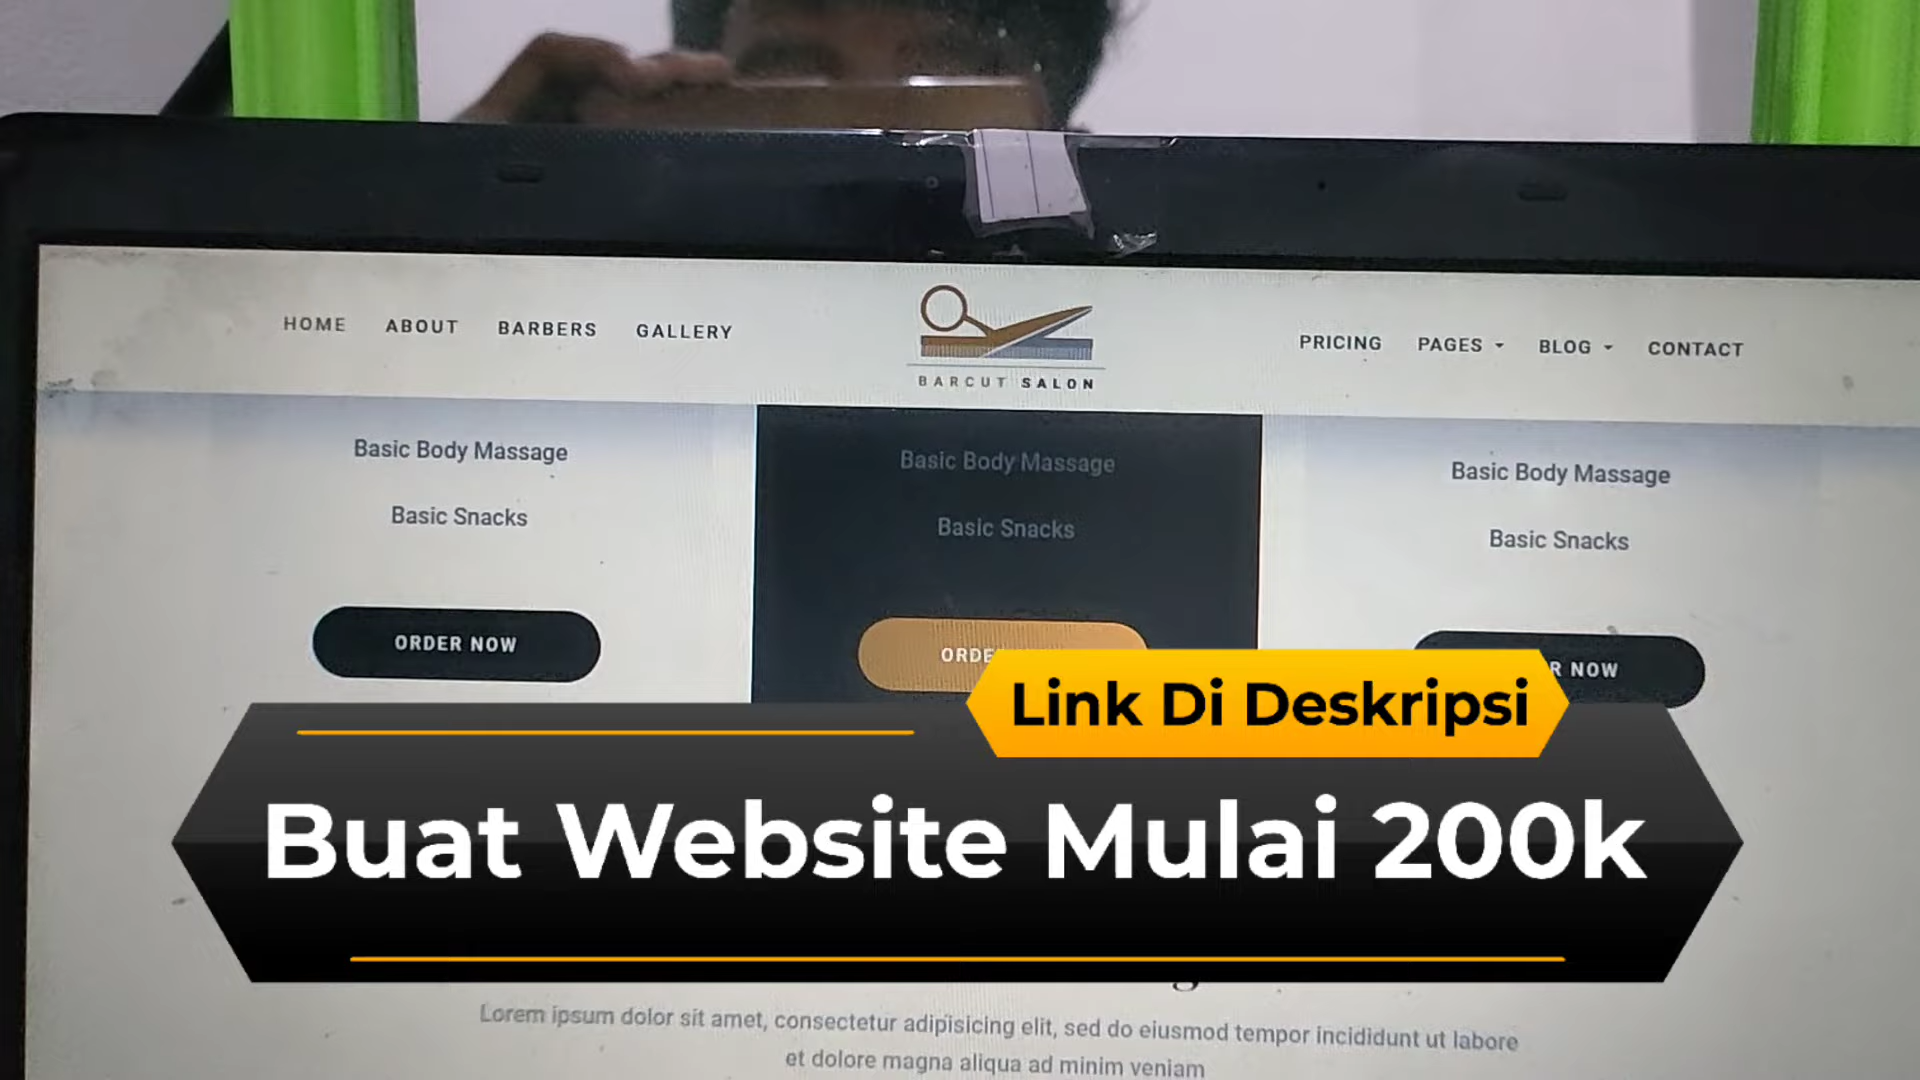 HOME ABOUT BARBERS GALLERY
BARCUT SALON
PRICING PAGES BLOG CONTACT
Basic Body Massage
Basic Snacks
ORDER NOW
Basic Body Massage
Basic Snacks
Basic Body Massage
Basic Snacks
NOW
Link Di Deskripsi
Buat Website Mulai 200k
Lorem ipsum dolor sit amet, consectetur adipisicing elit, sed do eiusmod tempor incididunt ut labore
et dolore magna aliqua ad minim veniam